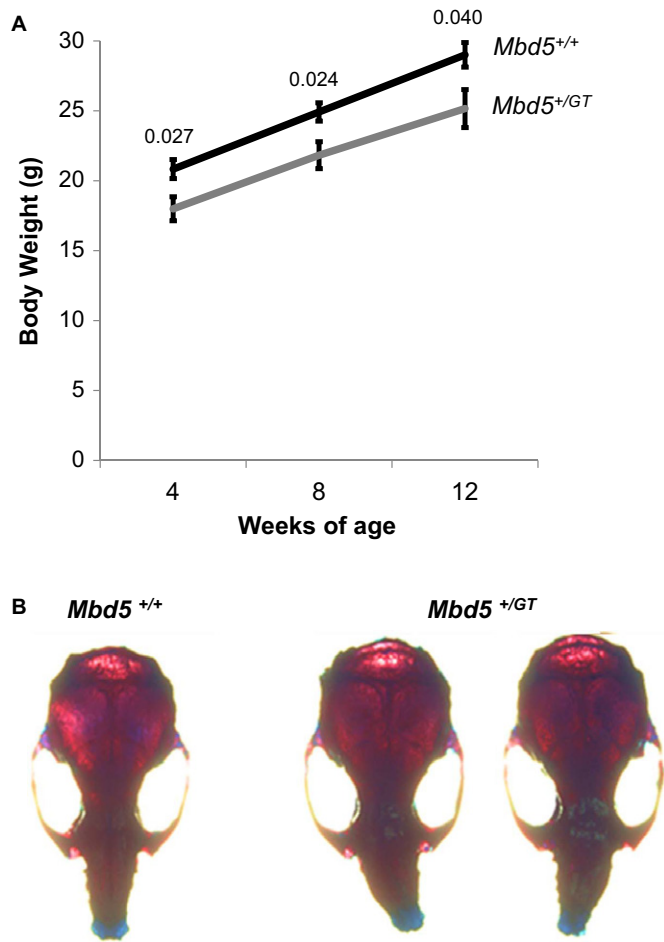 A
30
25
20
15
10
5
0
Body Weight (g)
0.027
0.024
0.040
Mbd5+/+
Mbd5+/GT
4 8 12
Weeks of age
B
Mbd5 +/+
Mbd5 +/GT